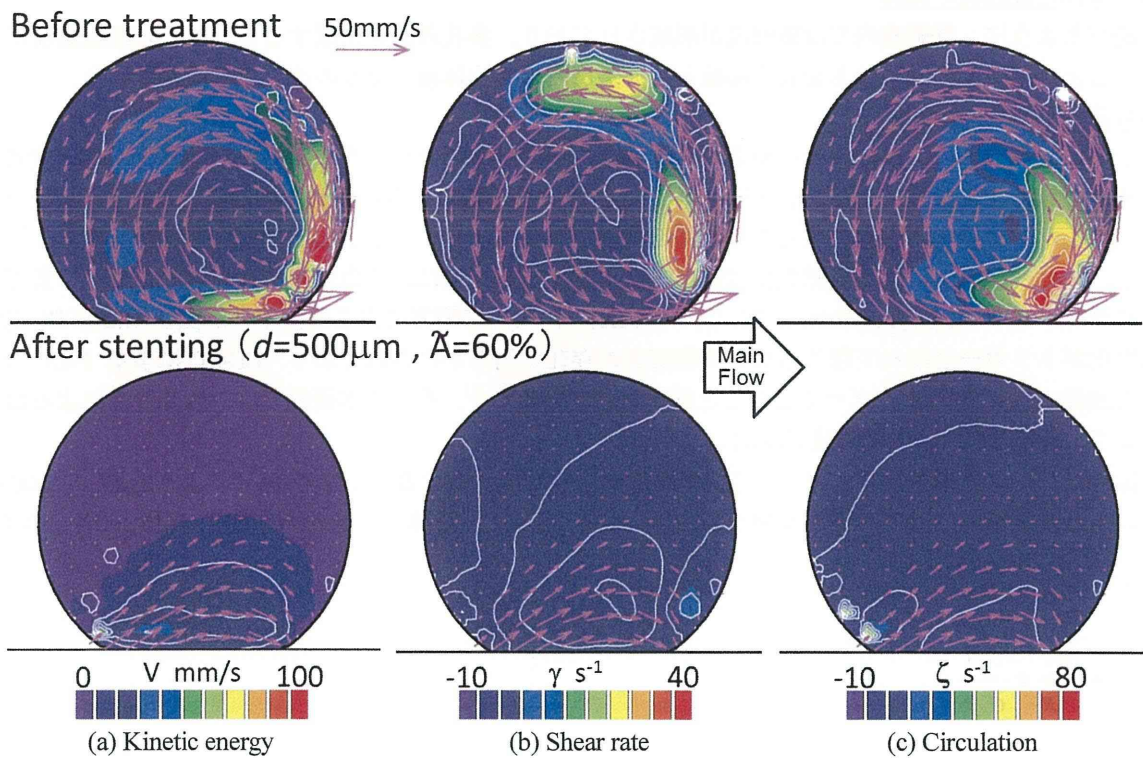 Before treatment
50mm/s
After stenting (d=500μm , Ã=60%)
Main
Flow
0 V mm/s 100
-10 γ s⁻¹ 40
-10 ζ s⁻¹ 80
(a) Kinetic energy
(b) Shear rate
(c) Circulation